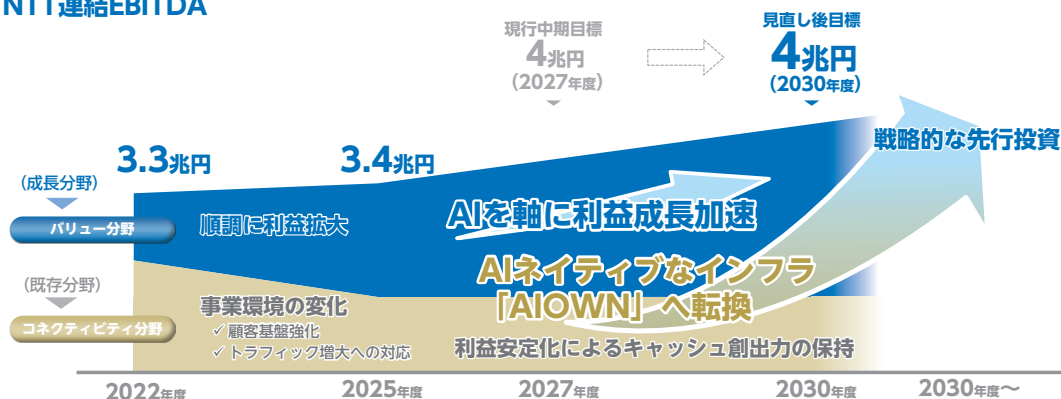 NTT連結EBITDA
現行中期目標
4兆円
(2027年度)
見直し後目標
4兆円
(2030年度)
3.3兆円
3.4兆円
戦略的な先行投資
(成長分野)
バリュー分野
順調に利益拡大
AIを軸に利益成長加速
AIネイティブなインフラ
「AIOWN」へ転換
(既存分野)
コネクティビティ分野
事業環境の変化
✓顧客基盤強化
✓トラフィック増大への対応
利益安定化によるキャッシュ創出力の保持
2022年度
2025年度
2027年度
2030年度
2030年度～